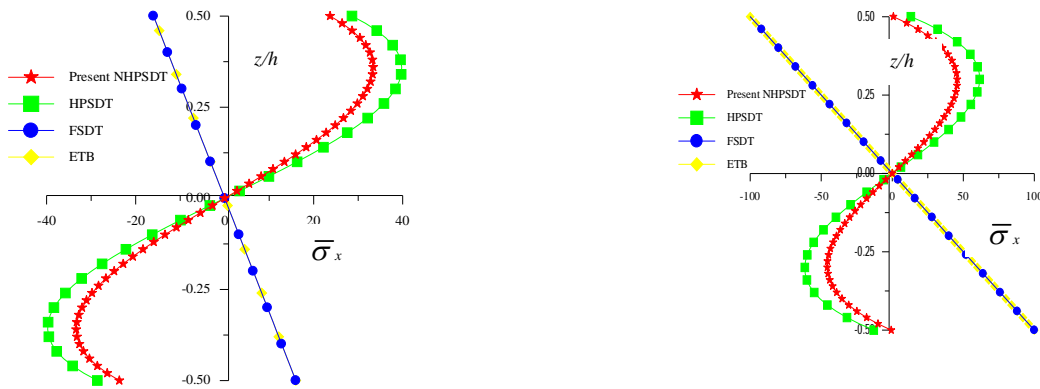 0.50
z/h
Present NHPSDT
HPSDT
FSDT
ETB
0.25
0.00
-40
-20
0
20
40
σ̅ x
-0.25
-0.50
0.50
z/h
Present NHPSDT
HPSDT
FSDT
ETB
0.25
0.00
-100
-50
0
50
100
σ̅ x
-0.25
-0.50